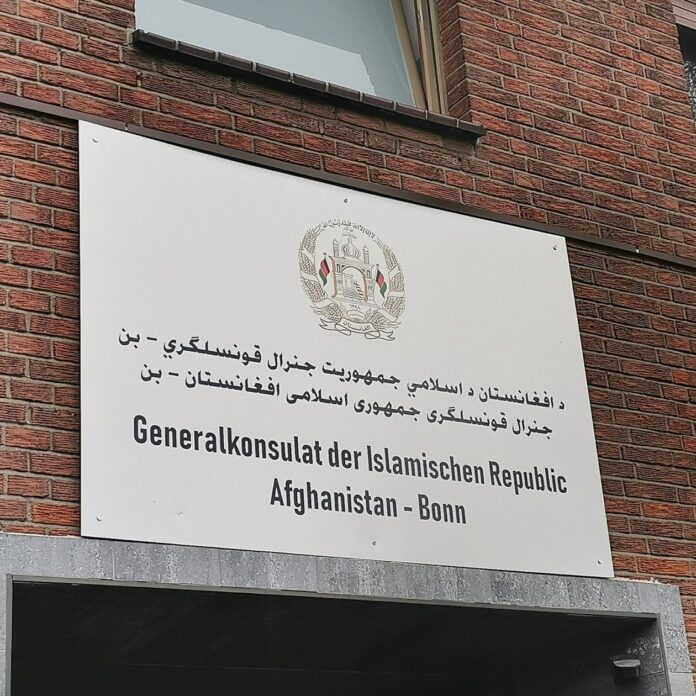 د افغانستان د اسلامي جمهوریت جنرال قونسلګري – بن
جنرال قونسلگری جمهوری اسلامی افغانستان – بن
Generalkonsulat der Islamischen Republic
Afghanistan - Bonn